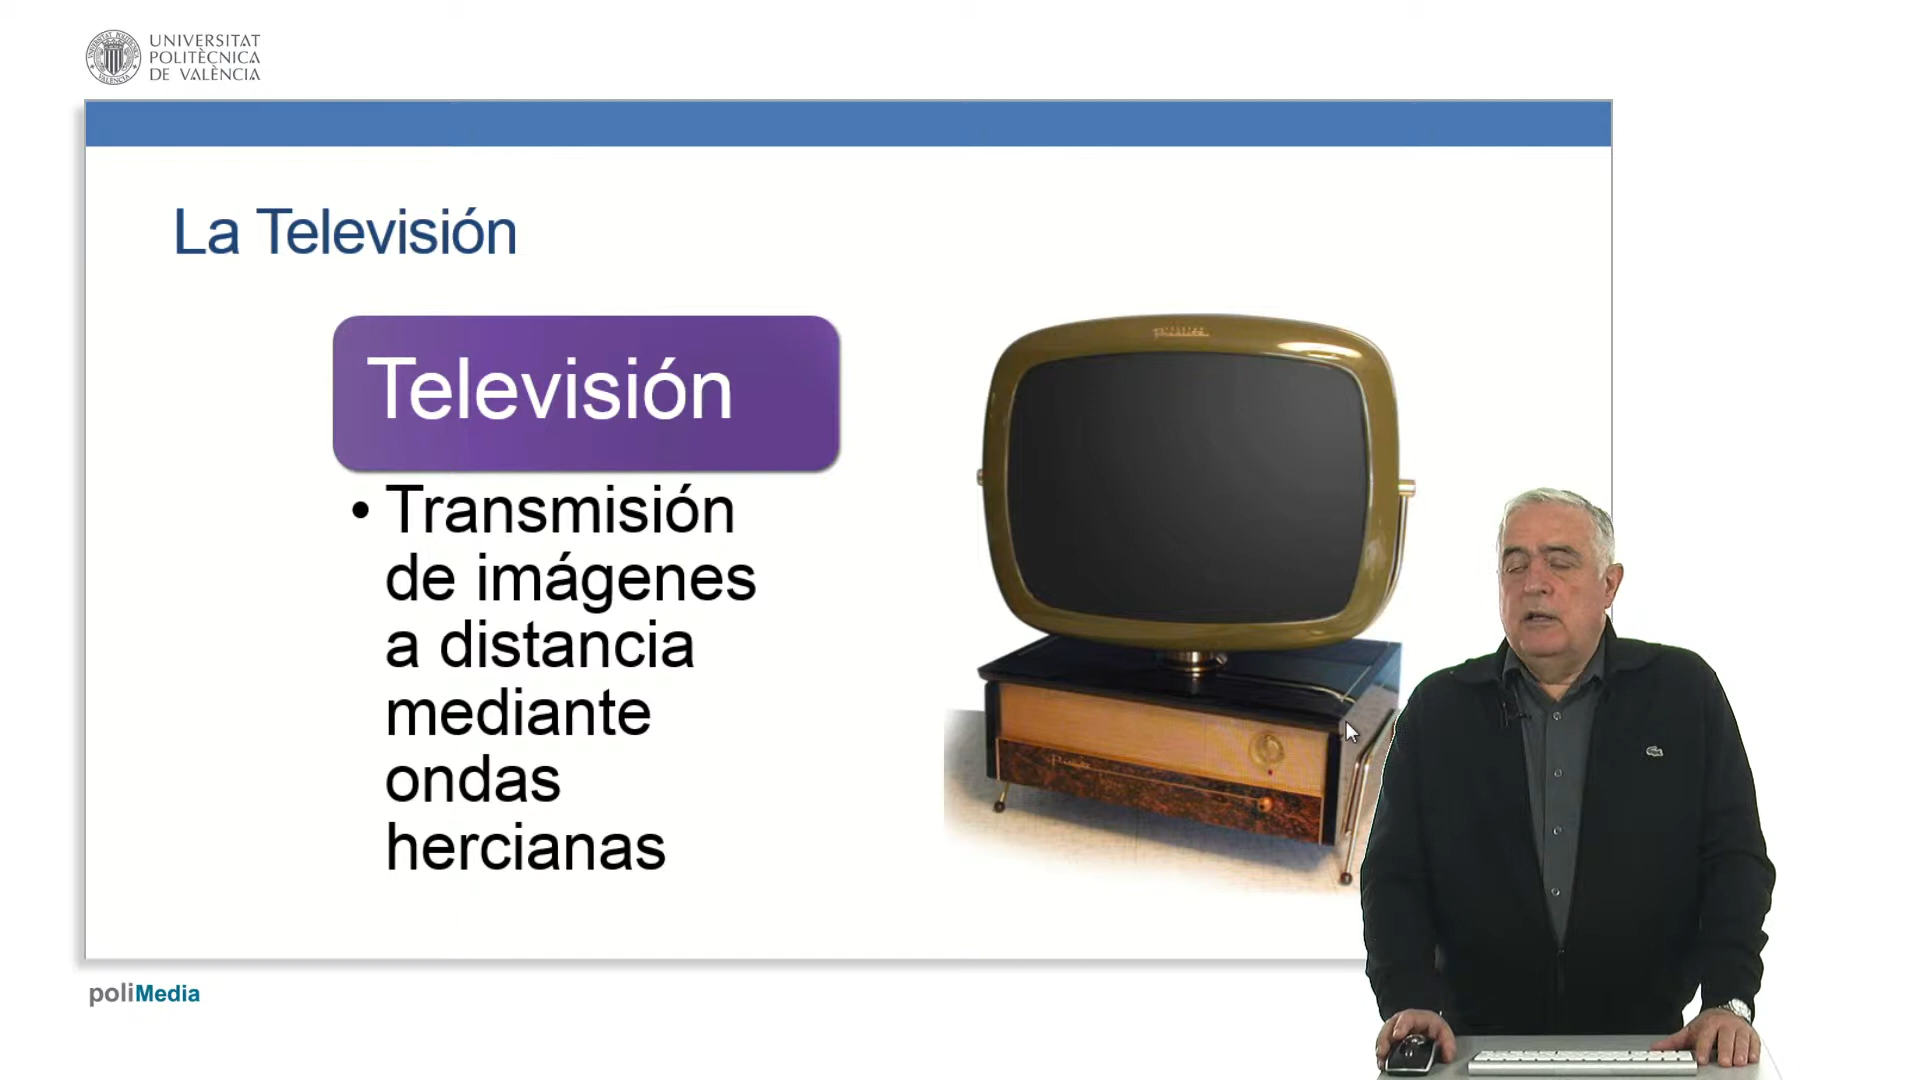 UNIVERSITAT
POLITÈCNICA
DE VALÈNCIA
La Televisión
Televisión
• Transmisión
de imágenes
a distancia
mediante
ondas
hercianas
poliMedia